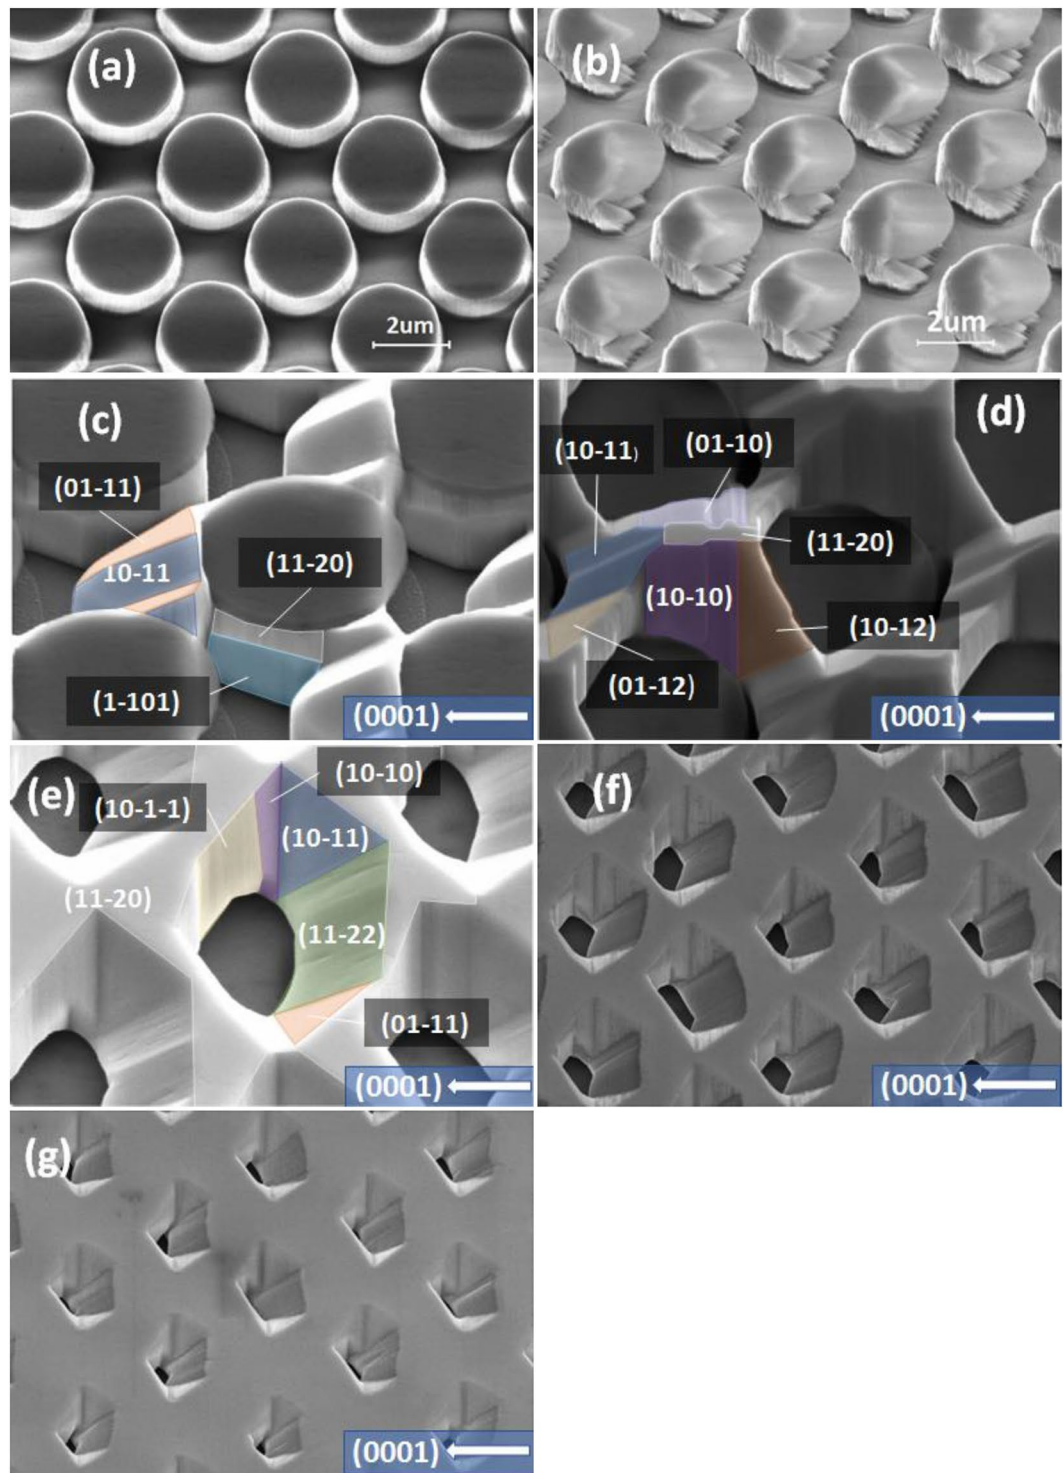 (a)
2um
(b)
2um
(c)
(01-11)
10-11
(11-20)
(1-101)
(0001)
(d)
(10-11)
(01-10)
(11-20)
(10-10)
(10-12)
(01-12)
(0001)
(e)
(10-10)
(10-1-1)
(10-11)
(11-20)
(11-22)
(01-11)
(0001)
(f)
(0001)
(g)
(0001)